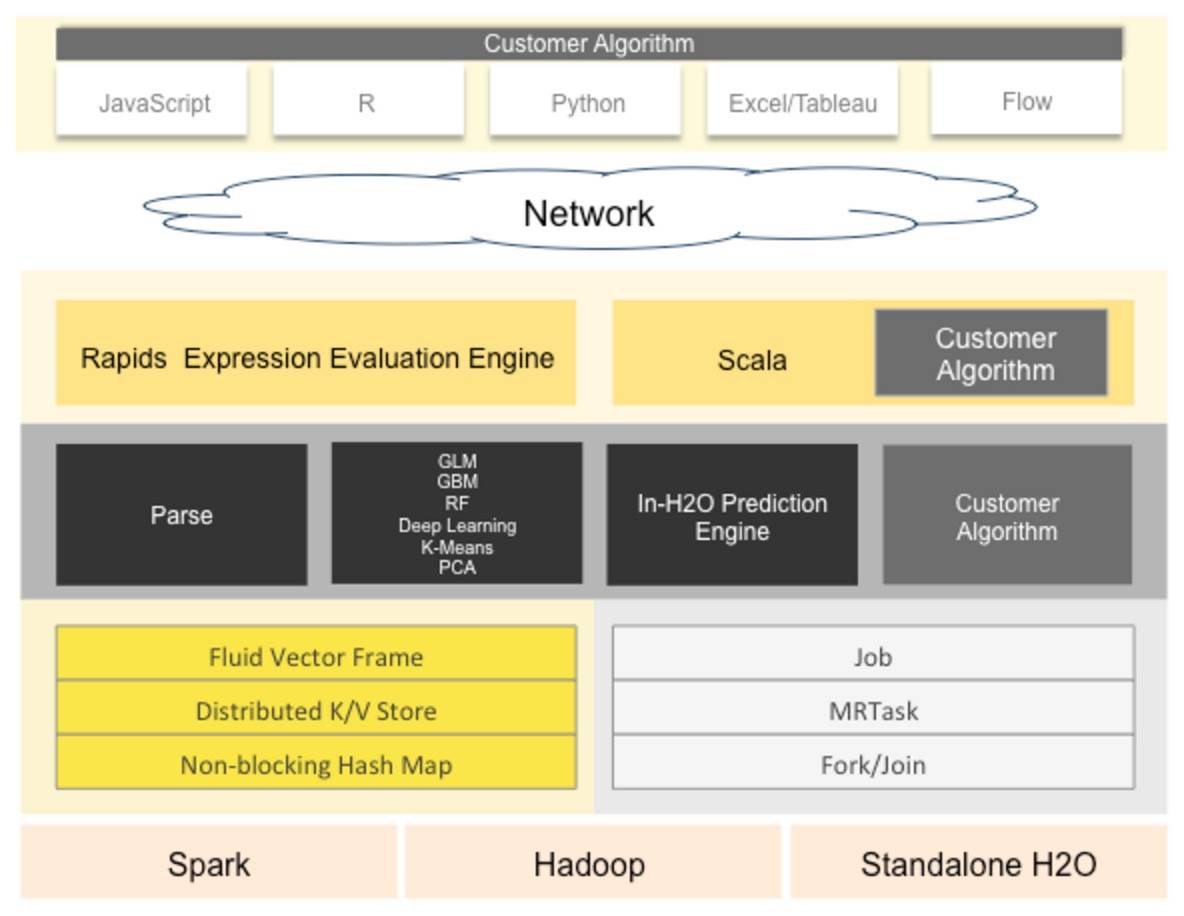 Customer Algorithm
JavaScript
R
Python
Excel/Tableau
Flow
Network
Rapids Expression Evaluation Engine
Scala
Customer
Algorithm
Parse
GLM
GBM
RF
Deep Learning
K-Means
PCA
In-H2O Prediction
Engine
Customer
Algorithm
Fluid Vector Frame
Distributed K/V Store
Non-blocking Hash Map
Job
MRTask
Fork/Join
Spark
Hadoop
Standalone H2O